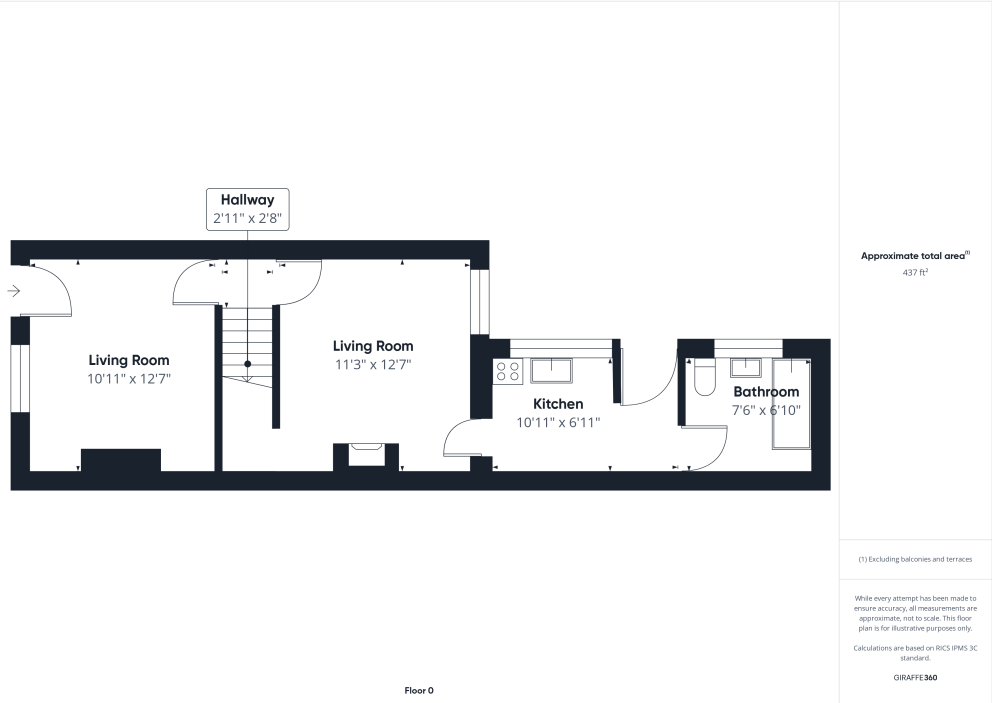 Hallway
2'11" x 2'8"
Living Room
10'11" x 12'7"
Living Room
11'3" x 12'7"
Kitchen
10'11" x 6'11"
Bathroom
7'6" x 6'10"
Floor 0
Approximate total area(1)
437 ft²
(1) Excluding balconies and terraces
While every attempt has been made to
ensure accuracy, all measurements are
approximate, not to scale. This floor
plan is for illustrative purposes only.
Calculations are based on RICS IPMS 3C
standard.
GIRAFFE360